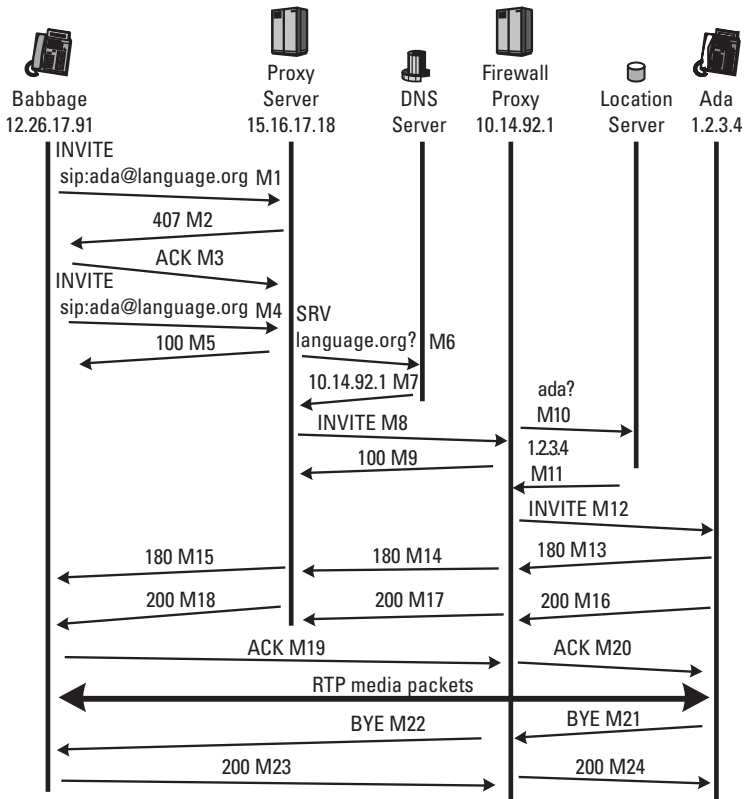 Babbage
12.26.17.91
Proxy
Server
15.16.17.18
DNS
Server
Firewall
Proxy
10.14.92.1
Location
Server
Ada
1.2.3.4
INVITE
sip:ada@language.org M1
407 M2
ACK M3
INVITE
sip:ada@language.org M4
100 M5
SRV
language.org? M6
10.14.92.1 M7
INVITE M8
100 M9
ada?
M10
1.2.3.4
M11
INVITE M12
180 M15
180 M14
180 M13
200 M18
200 M17
200 M16
ACK M19
ACK M20
RTP media packets
BYE M22
BYE M21
200 M23
200 M24